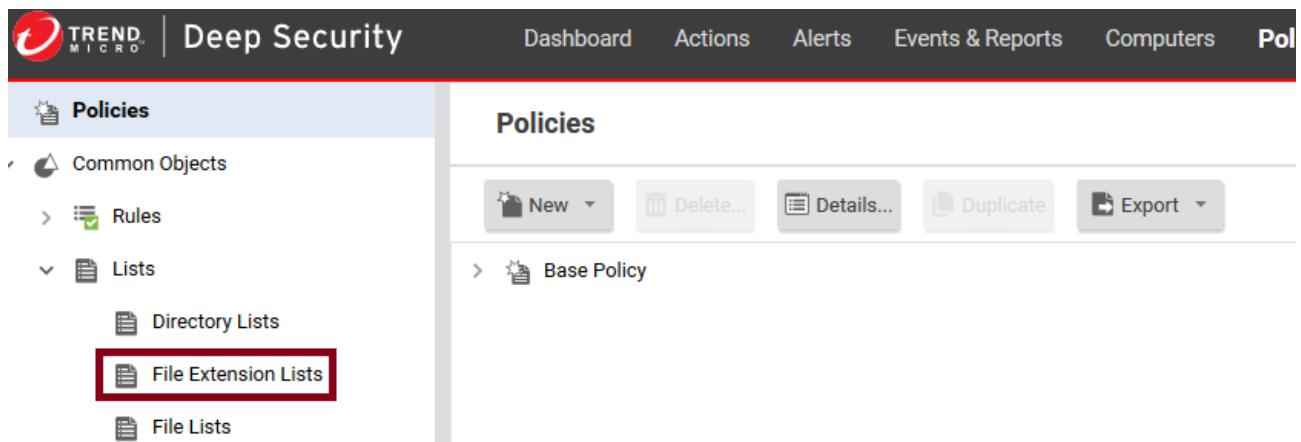 TREND MICRO | Deep Security
Dashboard Actions Alerts Events & Reports Computers Pol
Policies
Common Objects
Rules
Lists
Directory Lists
File Extension Lists
File Lists
Policies
New Delete... Details... Duplicate Export
Base Policy